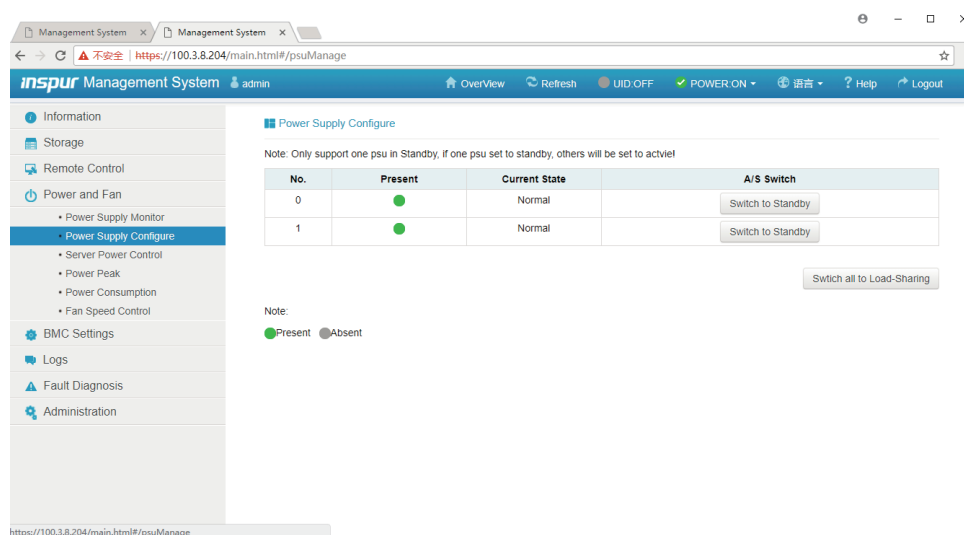 Management System
Management System
不安全 | https://100.3.8.204/main.html#/psuManage
inspur Management System admin OverView Refresh UID:OFF POWER:ON 语言 Help Logout
Information
Storage
Remote Control
Power and Fan
• Power Supply Monitor
• Power Supply Configure
• Server Power Control
• Power Peak
• Power Consumption
• Fan Speed Control
BMC Settings
Logs
Fault Diagnosis
Administration
Power Supply Configure
Note: Only support one psu in Standby, if one psu set to standby, others will be set to actvie!
No. Present Current State A/S Switch
0 Normal Switch to Standby
1 Normal Switch to Standby
Swtich all to Load-Sharing
Note:
Present Absent
https://100.3.8.204/main.html#/psuManage